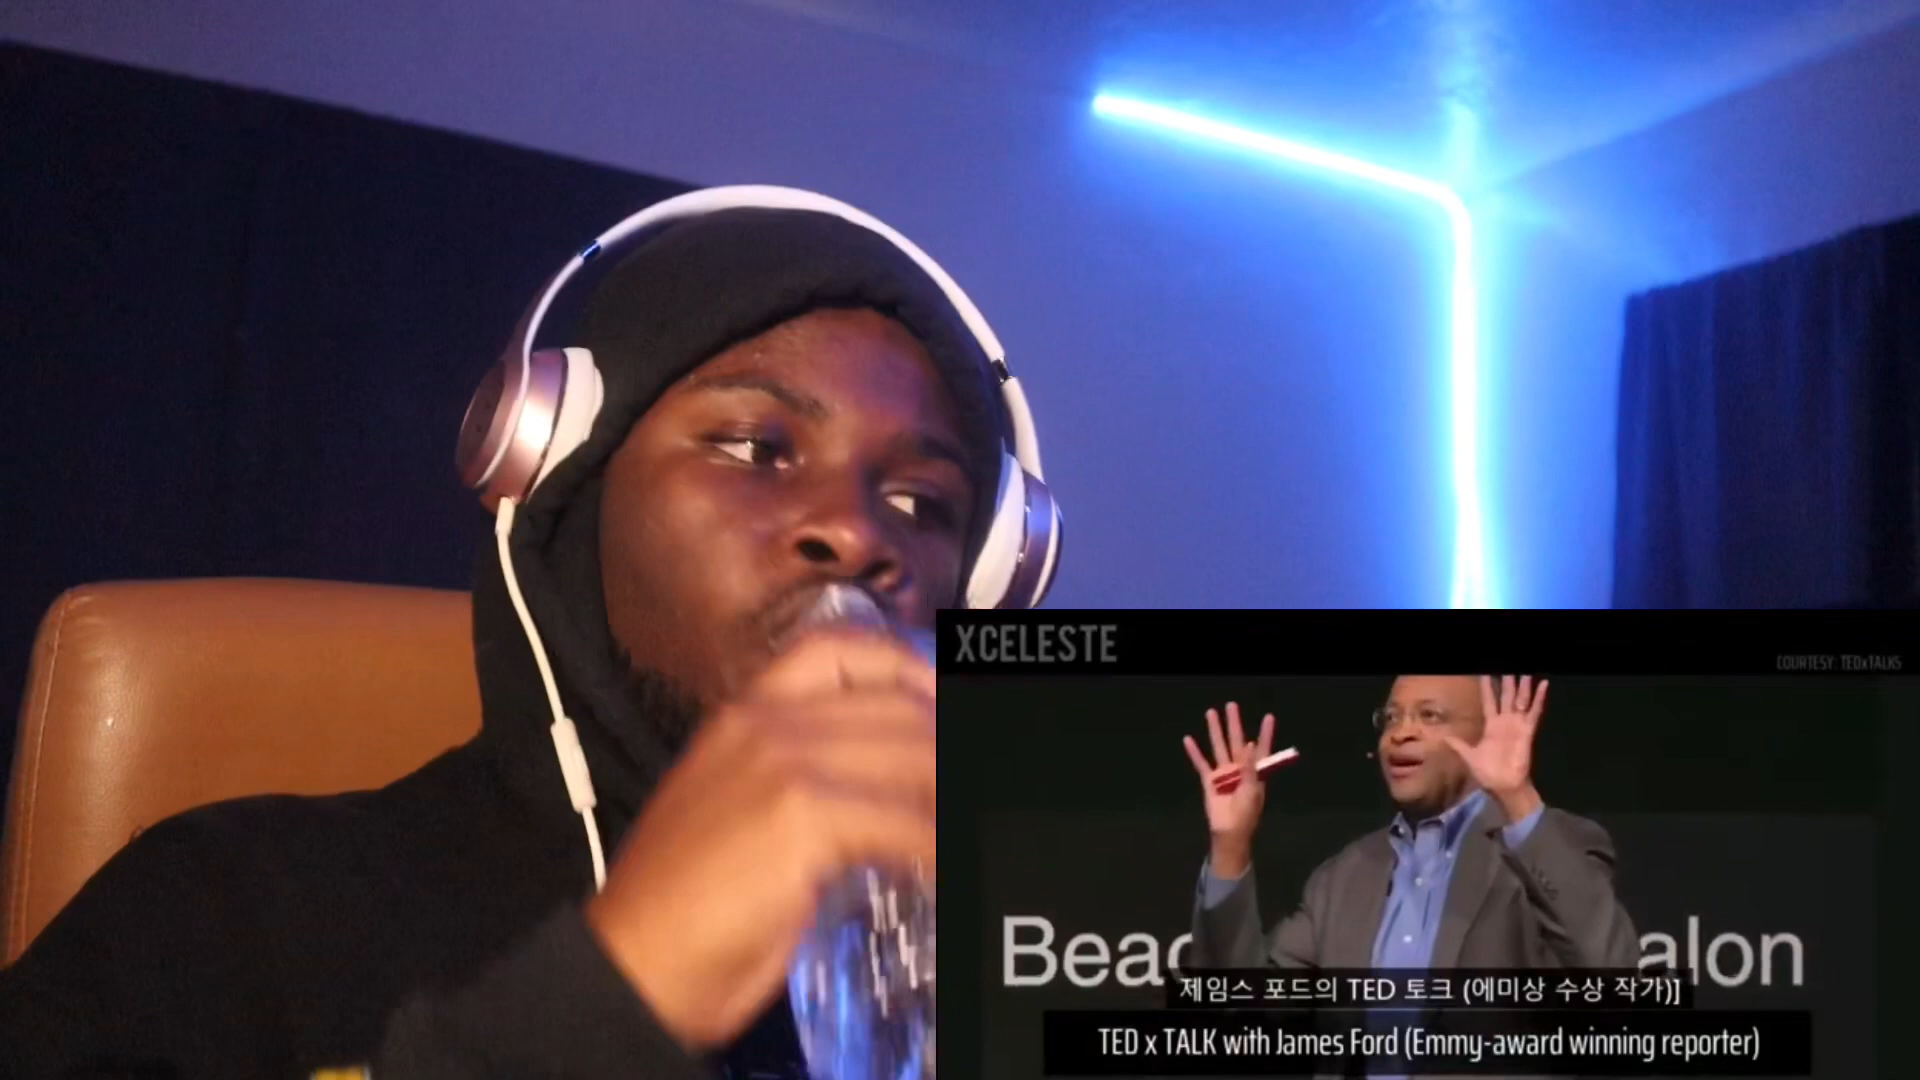 XCELESTE
COURTESY: TEDxTALKS
Beac alon
제임스 포드의 TED 토크 (에미상 수상 작가)]
TED x TALK with James Ford (Emmy-award winning reporter)